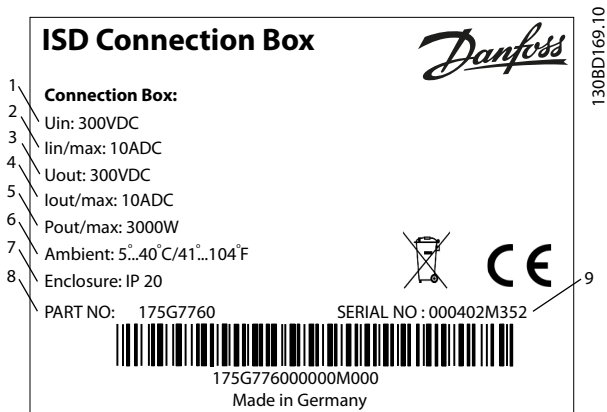 ISD Connection Box
Danfoss
130BD169.10
Connection Box:
1
Uin: 300VDC
2
Iin/max: 10ADC
3
Uout: 300VDC
4
Iout/max: 10ADC
5
Pout/max: 3000W
6
Ambient: 5°...40°C/41°...104°F
7
Enclosure: IP 20
CE
8
PART NO: 175G7760 SERIAL NO : 000402M352
9
175G776000000M000
Made in Germany